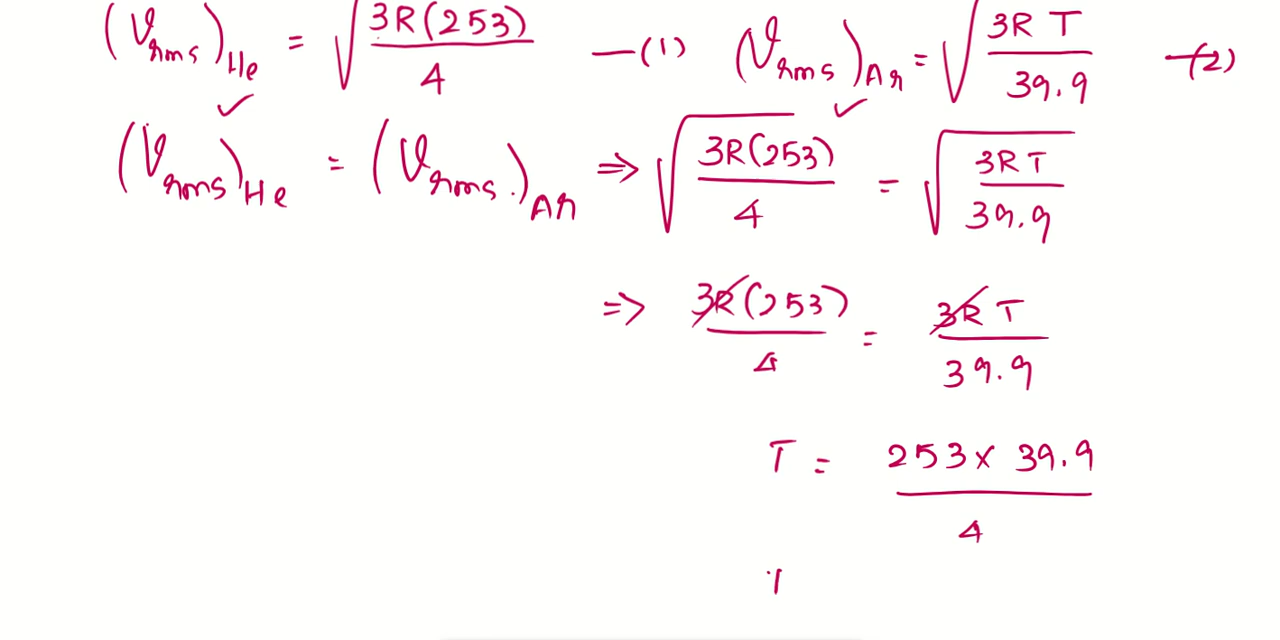 (Vrms)He = √(3R(253)/4) —(1) (Vrms)Ar = √(3RT/39.9) —(2)
(Vrms)He = (Vrms.)Ar ⇒ √(3R(253)/4) = √(3RT/39.9)
⇒ 3R(253)/4 = 3RT/39.9
T = 253 × 39.9/4